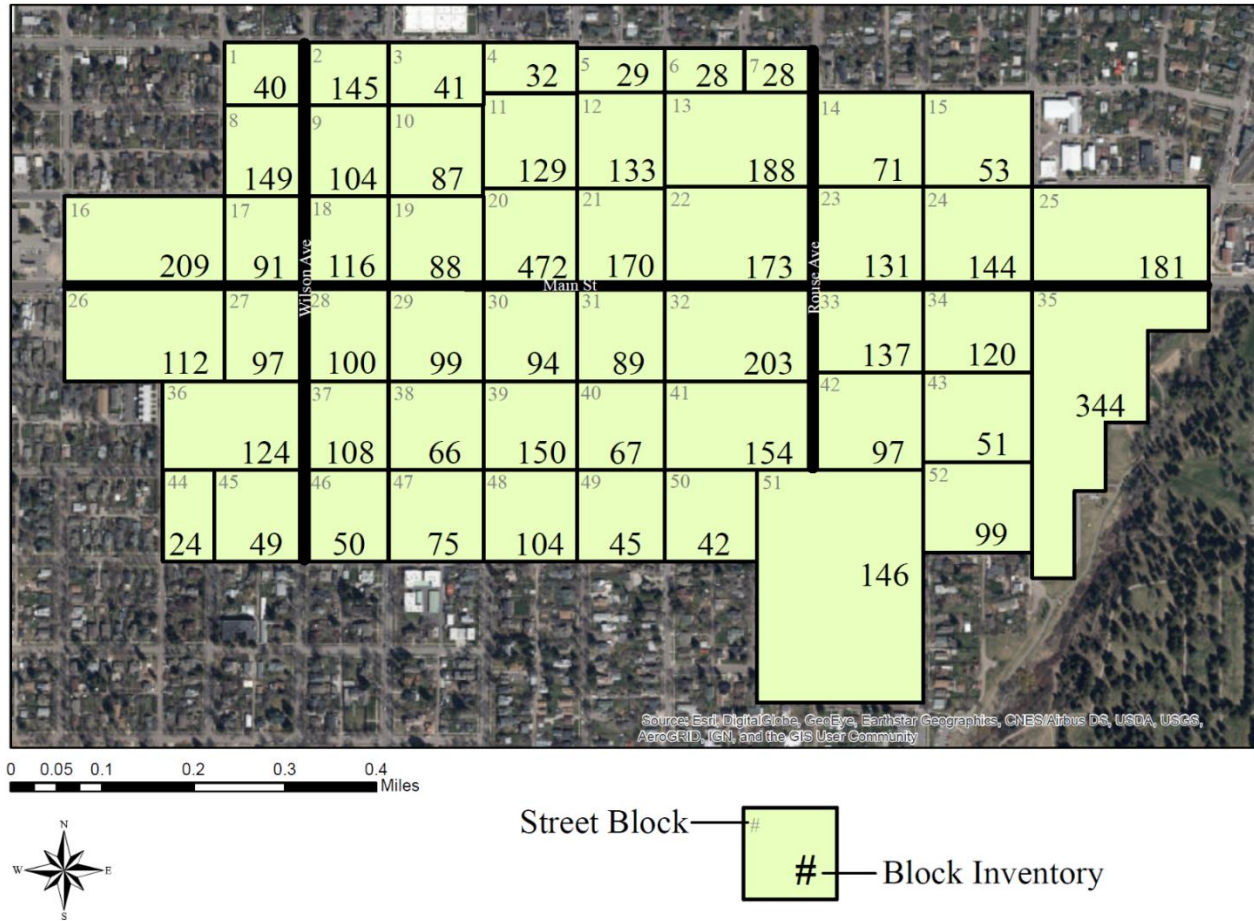 1 2 3 4 5 6 7
40 145 41 32 29 28 28
8 9 10 11 12 13 14 15
149 104 87 129 133 188 71 53
16 17 18 19 20 21 22 23 24 25
209 91 116 88 472 170 173 131 144 181
Wilson Ave
Main St
Rouse Ave
26 27 28 29 30 31 32 33 34 35
112 97 100 99 94 89 203 137 120 344
36 37 38 39 40 41 42 43
124 108 66 150 67 154 97 51
44 45 46 47 48 49 50 51 52
24 49 50 75 104 45 42 146 99
Source: Esri, DigitalGlobe, GeoEye, Earthstar Geographics, CNES/Airbus DS, USDA, USGS,
AeroGRID, IGN, and the GIS User Community
0 0.05 0.1 0.2 0.3 0.4
Miles
N
W E
S
Street Block
#
#
Block Inventory